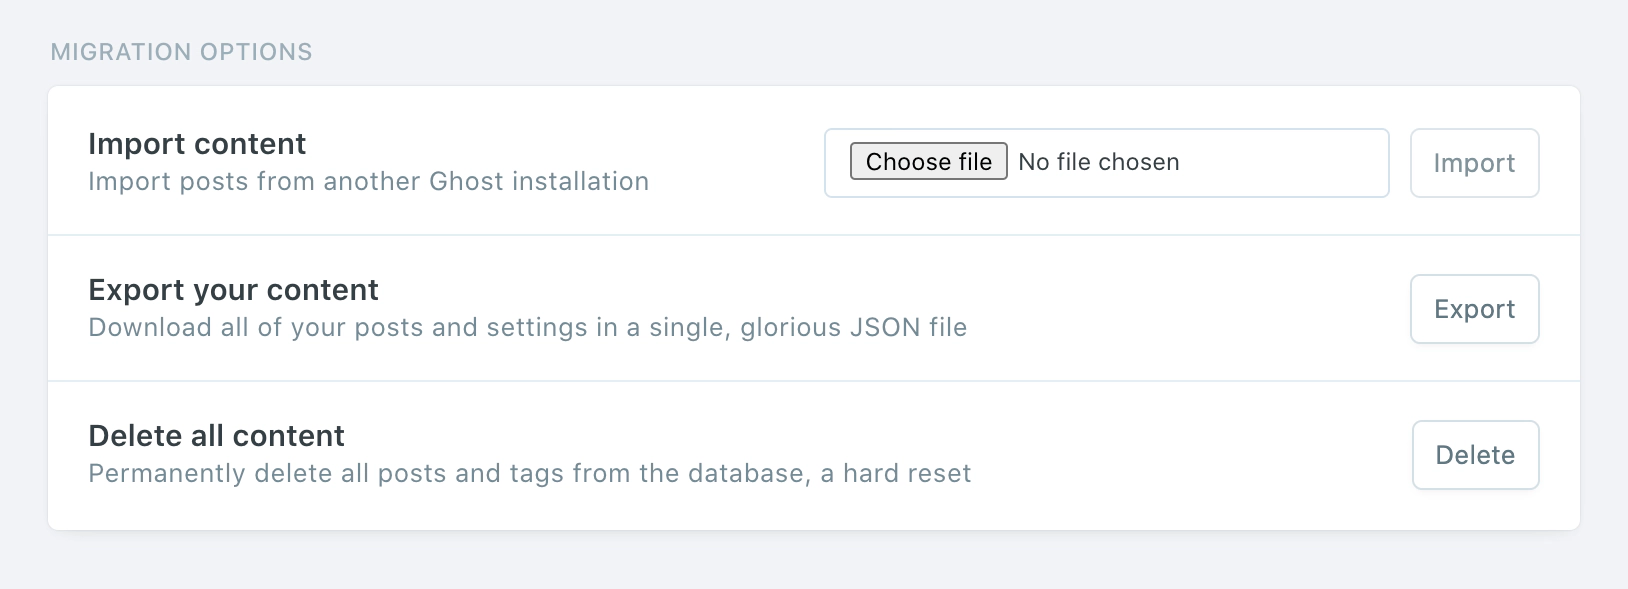 MIGRATION OPTIONS
Import content
Import posts from another Ghost installation
Choose file No file chosen
Import
Export your content
Download all of your posts and settings in a single, glorious JSON file
Export
Delete all content
Permanently delete all posts and tags from the database, a hard reset
Delete